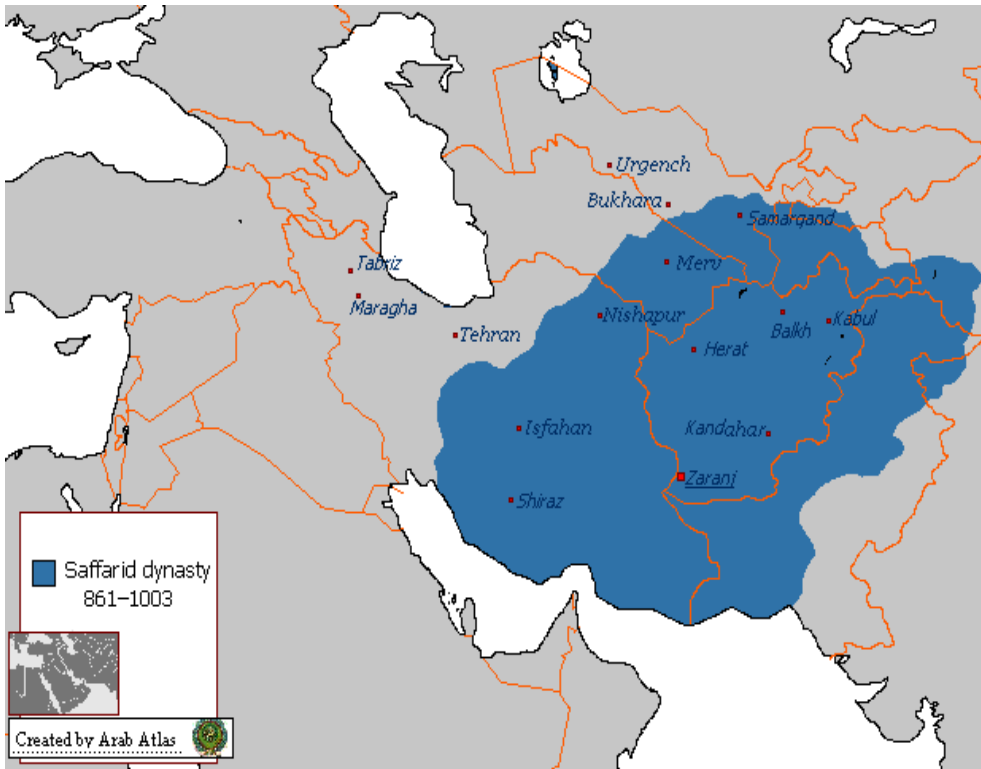 Urgench
Bukhara
Samarqand
Merv
Tabriz
Maragha
Nishapur
Balkh
Kabul
Tehran
Herat
Isfahan
Kandahar
Zaranj
Shiraz
Saffarid dynasty
861-1003
Created by Arab Atlas